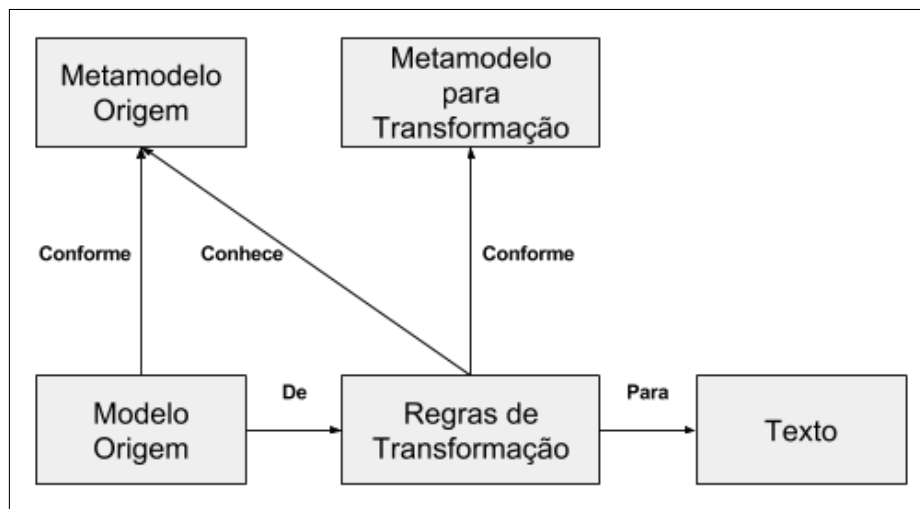 Metamodelo
Origem
Metamodelo
para
Transformação
Conforme
Conhece
Conforme
Modelo
Origem
De
Regras de
Transformação
Para
Texto